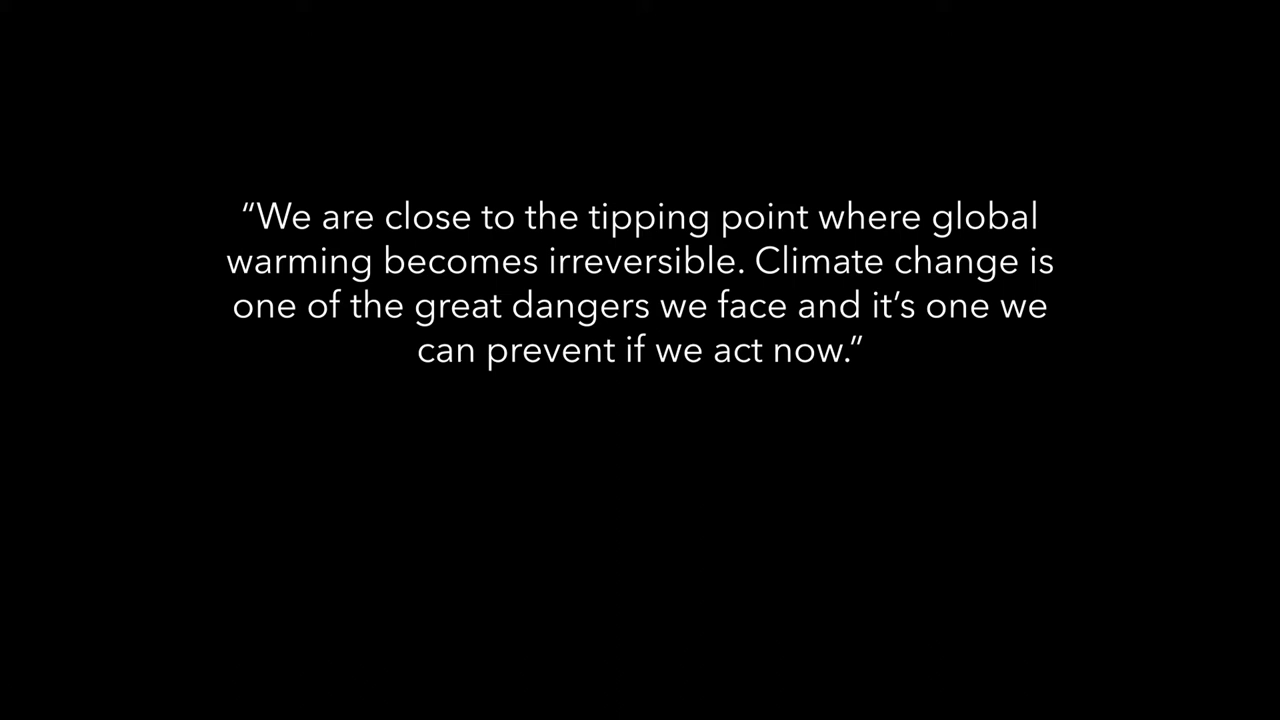 “We are close to the tipping point where global
warming becomes irreversible. Climate change is
one of the great dangers we face and it’s one we
can prevent if we act now.”